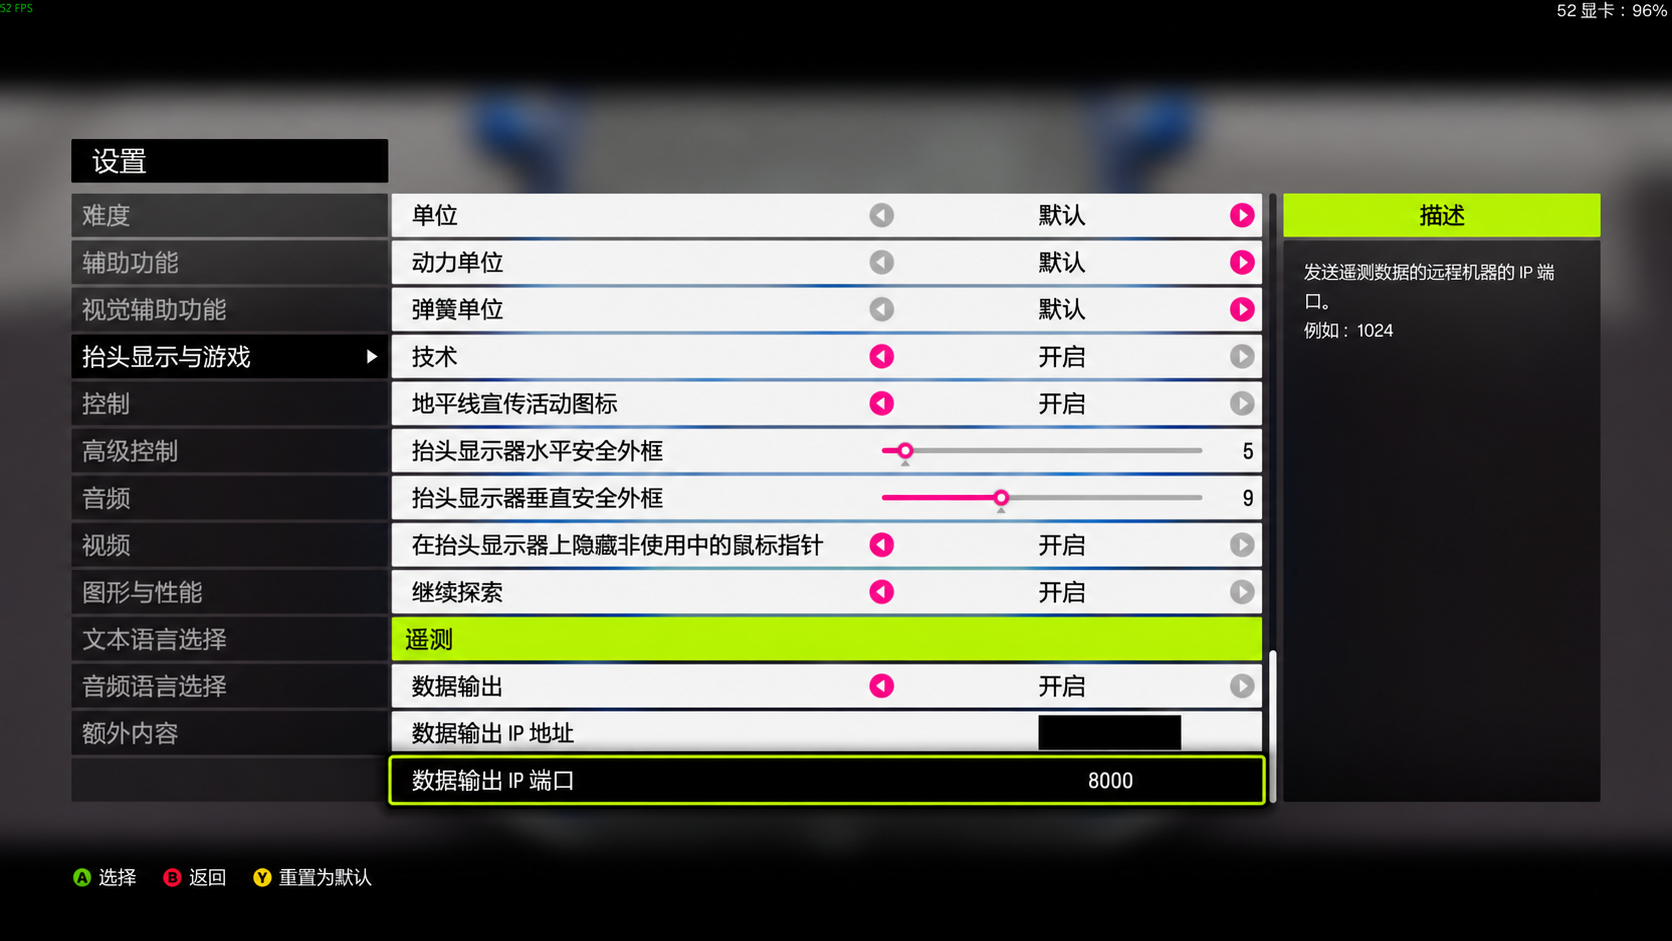 52 FPS
52 显卡：96%
设置
难度
辅助功能
视觉辅助功能
抬头显示与游戏
控制
高级控制
音频
视频
图形与性能
文本语言选择
音频语言选择
额外内容
单位 默认
动力单位 默认
弹簧单位 默认
技术 开启
地平线宣传活动图标 开启
抬头显示器水平安全外框 5
抬头显示器垂直安全外框 9
在抬头显示器上隐藏非使用中的鼠标指针 开启
继续探索 开启
遥测
数据输出 开启
数据输出 IP 地址
数据输出 IP 端口 8000
描述
发送遥测数据的远程机器的 IP 端
口。
例如：1024
A 选择 B 返回 Y 重置为默认